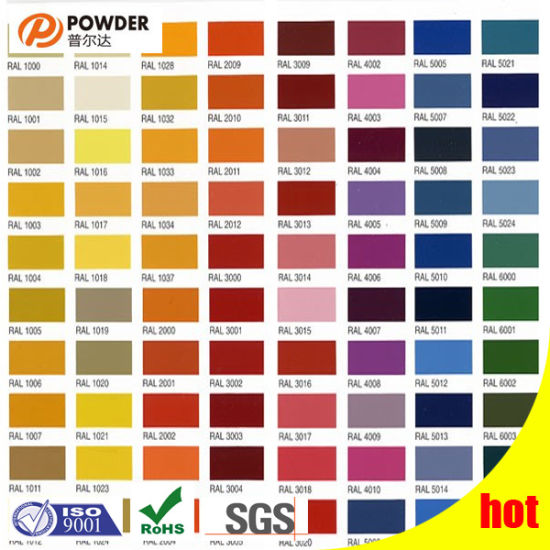 POWDER
普尔达
RAL 1000 RAL 1014 RAL 1028 RAL 2009 RAL 3009 RAL 4002 RAL 5005 RAL 5021
RAL 1001 RAL 1015 RAL 1032 RAL 2010 RAL 3011 RAL 4003 RAL 5007 RAL 5022
RAL 1002 RAL 1016 RAL 1033 RAL 2011 RAL 3012 RAL 4004 RAL 5008 RAL 5023
RAL 1003 RAL 1017 RAL 1034 RAL 2012 RAL 3013 RAL 4005 RAL 5009 RAL 5024
RAL 1004 RAL 1018 RAL 1037 RAL 3000 RAL 3014 RAL 4006 RAL 5010 RAL 6000
RAL 1005 RAL 1019 RAL 2000 RAL 3001 RAL 3015 RAL 4007 RAL 5011 RAL 6001
RAL 1006 RAL 1020 RAL 2001 RAL 3002 RAL 3016 RAL 4008 RAL 5012 RAL 6002
RAL 1007 RAL 1021 RAL 2002 RAL 3003 RAL 3017 RAL 4009 RAL 5013 RAL 6003
RAL 1011 RAL 1023 RAL 3004 RAL 3018 RAL 4010 RAL 5014
ISO
9001
RoHS
SGS
hot
RAL 1012 RAL 1024 RAL 2004 RAL 3005 RAL 3020